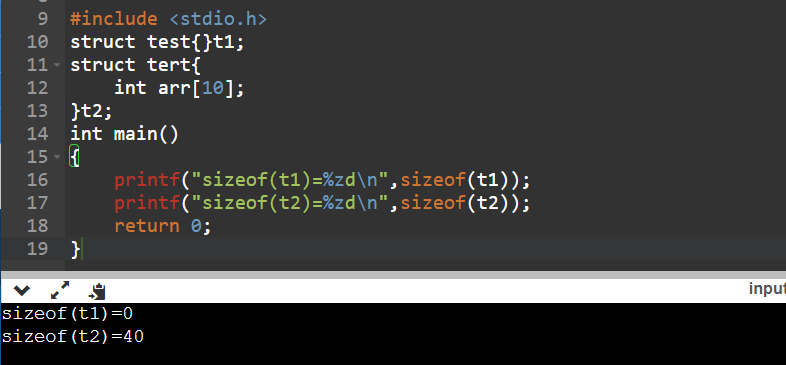 9 #include <stdio.h>
10 struct test{}t1;
11 struct tert{
12 int arr[10];
13 }t2;
14 int main()
15 {
16 printf("sizeof(t1)=%zd\n",sizeof(t1));
17 printf("sizeof(t2)=%zd\n",sizeof(t2));
18 return 0;
19 }
input
sizeof(t1)=0
sizeof(t2)=40